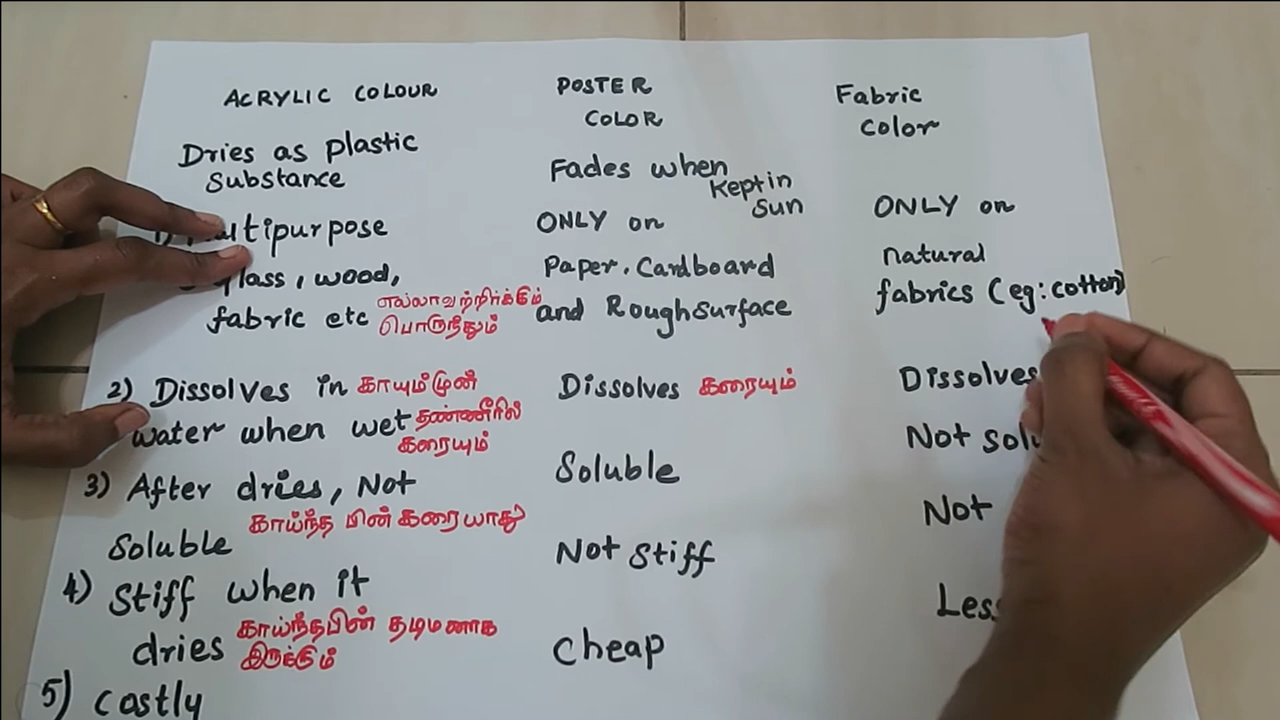 ACRYLIC COLOUR
Dries as plastic
Substance
1) Multipurpose
glass, wood,
fabric etc எல்லாவற்றிர்க்கும்
பொருந்தும்
2) Dissolves in காயும்முன்
water when wet தண்ணீரில்
கரையும்
3) After dries, Not
Soluble காய்ந்த பின் கரையாது
4) Stiff when it
dries காய்ந்தபின் தடிமனாக
இருக்கும்
5) Costly
POSTER
COLOR
Fades when
Kept in
Sun
ONLY on
Paper, Cardboard
and Rough surface
Dissolves கரையும்
Soluble
Not Stiff
Cheap
Fabric
Color
ONLY on
natural
fabrics (eg: cotton)
Dissolves
Not
Not